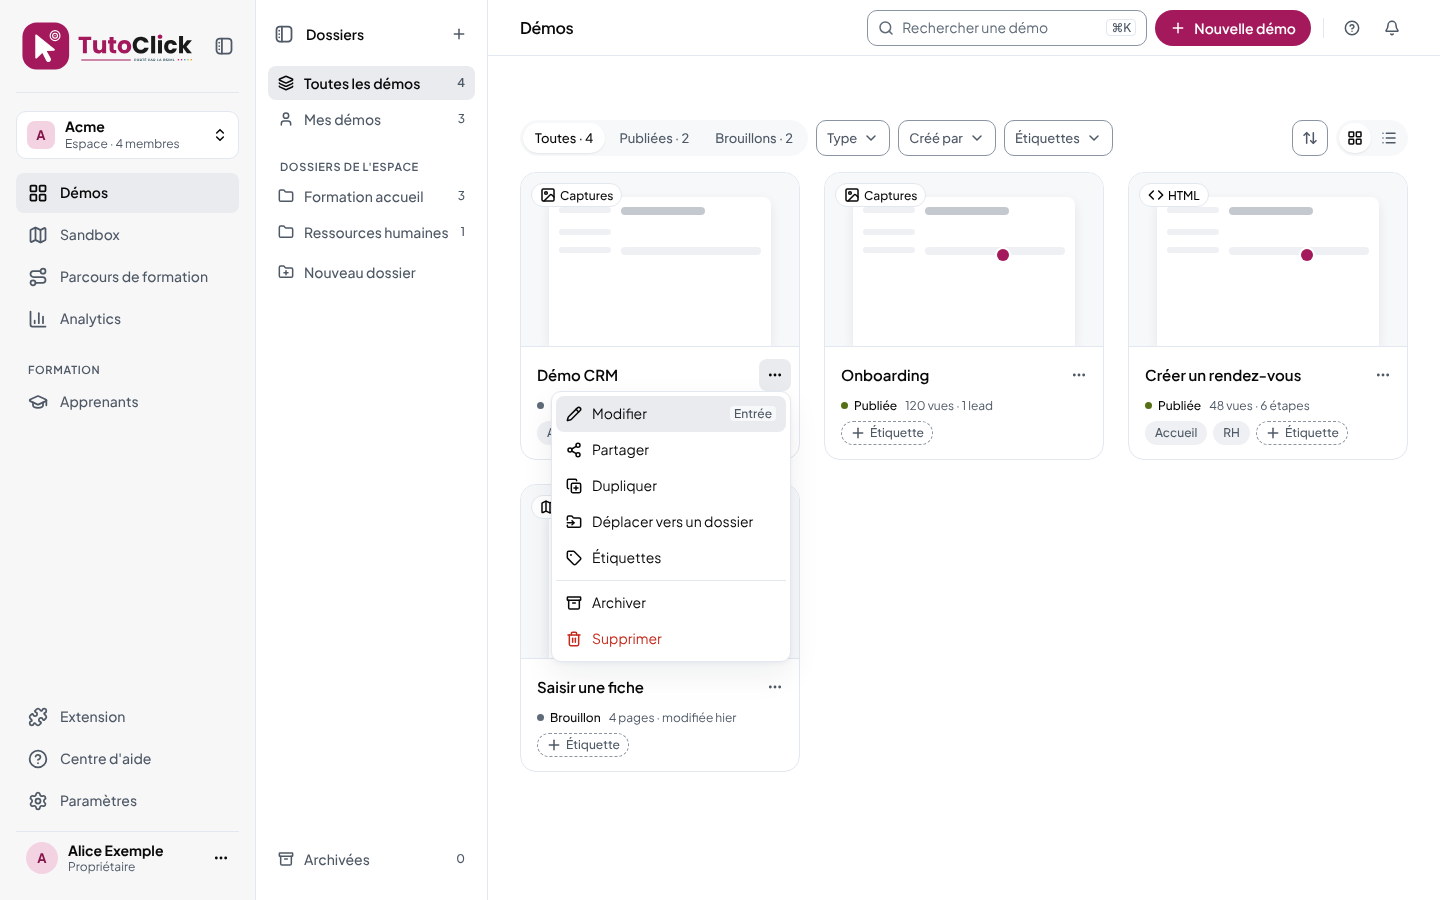 TutoClick
Acme
A
Espace · 4 membres
Démos
Sandbox
Parcours de formation
Analytics
FORMATION
Apprenants
Extension
Centre d'aide
Paramètres
A
Alice Exemple
Propriétaire
Dossiers
Toutes les démos 4
Mes démos 3
DOSSIERS DE L'ESPACE
Formation accueil 3
Ressources humaines 1
Nouveau dossier
Archivées 0
Démos
Rechercher une démo ⌘K
Nouvelle démo
Toutes · 4 Publiées · 2 Brouillons · 2 Type Créé par Étiquettes
Captures
Démo CRM
Modifier Entrée
Partager
Dupliquer
Déplacer vers un dossier
Étiquettes
Archiver
Supprimer
Captures
Onboarding
Publiée 120 vues · 1 lead
Étiquette
HTML
Créer un rendez-vous
Publiée 48 vues · 6 étapes
Accueil RH Étiquette
Saisir une fiche
Brouillon 4 pages · modifiée hier
Étiquette